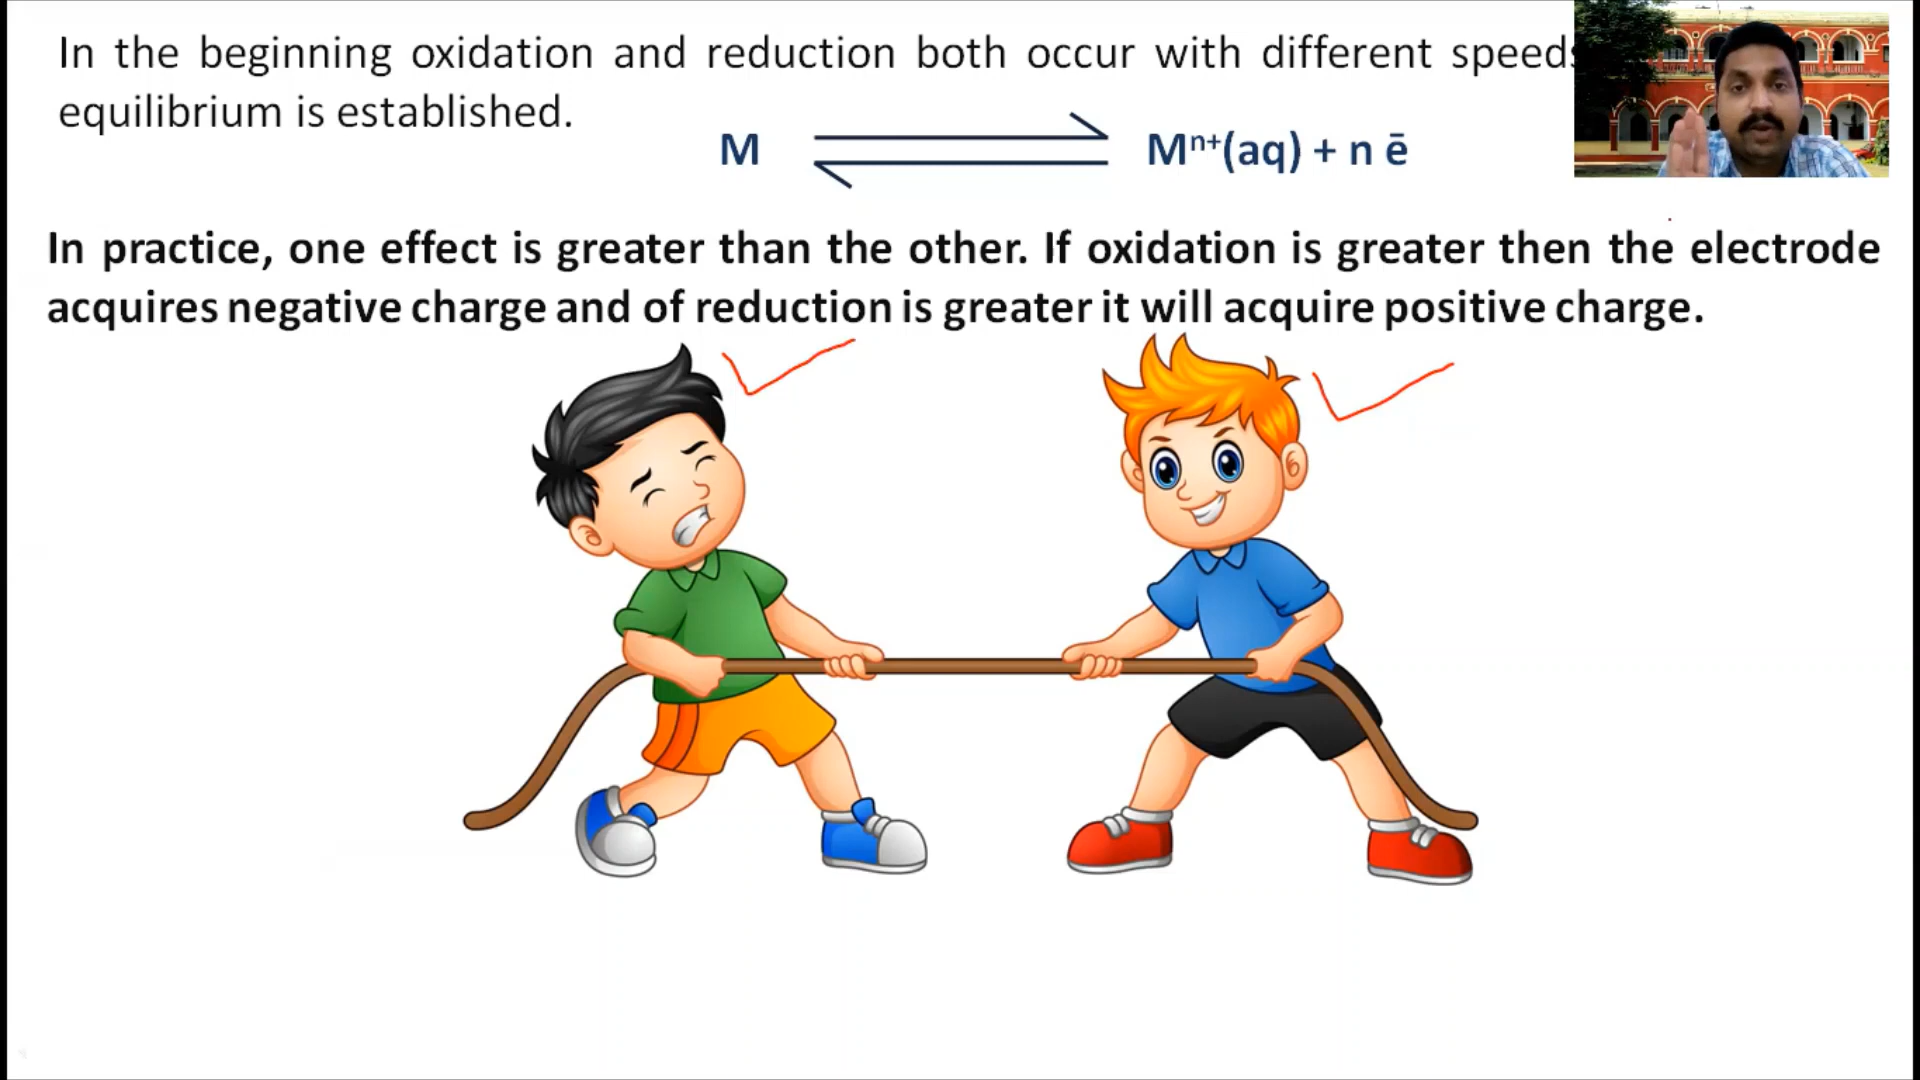 In the beginning oxidation and reduction both occur with different speeds
equilibrium is established.
M ⇌ Mⁿ⁺(aq) + n ē
In practice, one effect is greater than the other. If oxidation is greater then the electrode
acquires negative charge and of reduction is greater it will acquire positive charge.